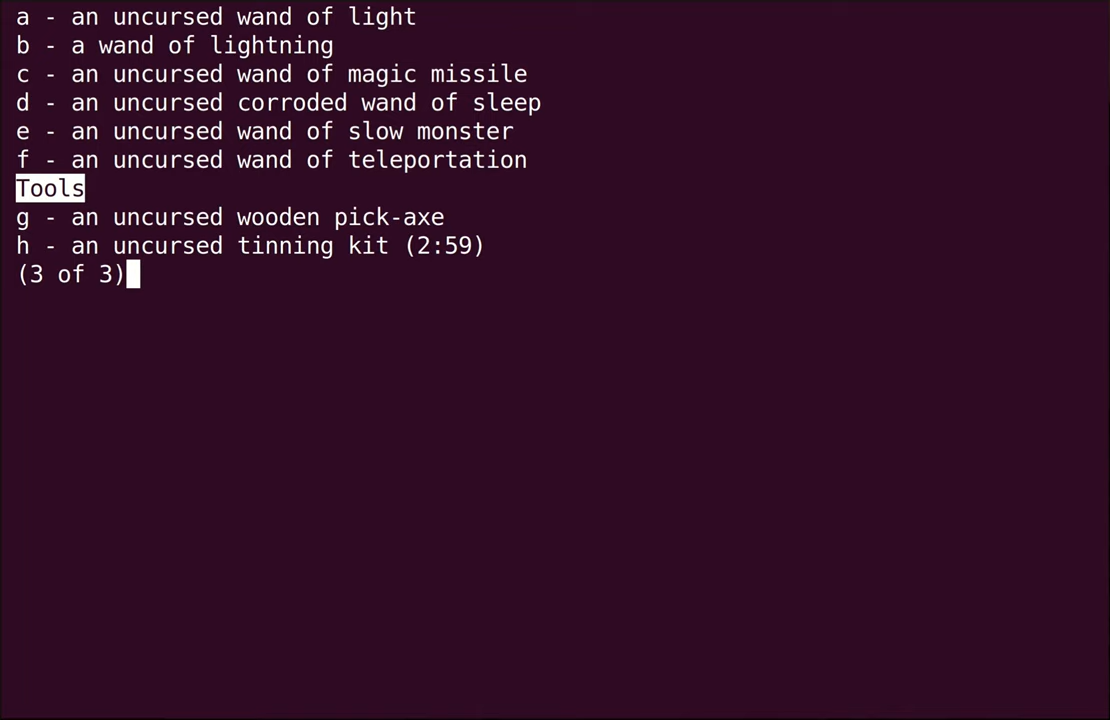 a - an uncursed wand of light
b - a wand of lightning
c - an uncursed wand of magic missile
d - an uncursed corroded wand of sleep
e - an uncursed wand of slow monster
f - an uncursed wand of teleportation
Tools
g - an uncursed wooden pick-axe
h - an uncursed tinning kit (2:59)
(3 of 3)